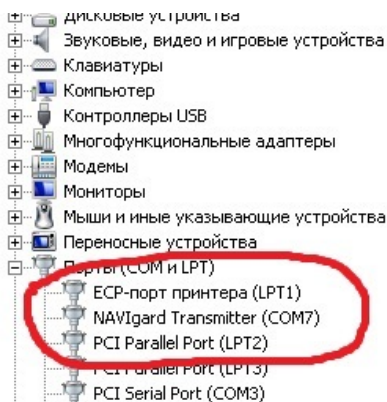 Дисковые устройства
Звуковые, видео и игровые устройства
Клавиатуры
Компьютер
Контроллеры USB
Многофункциональные адаптеры
Модемы
Мониторы
Мыши и иные указывающие устройства
Переносные устройства
Порты (COM и LPT)
ECP-порт принтера (LPT1)
NAVIgard Transmitter (COM7)
PCI Parallel Port (LPT2)
PCI Parallel Port (LPT3)
PCI Serial Port (COM3)